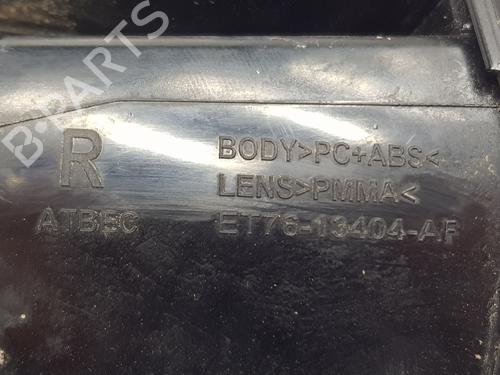 B-PARTS
R
BODY>PC+ABS<
LENS>PMMA<
ATBEC
ET76-13404-AF